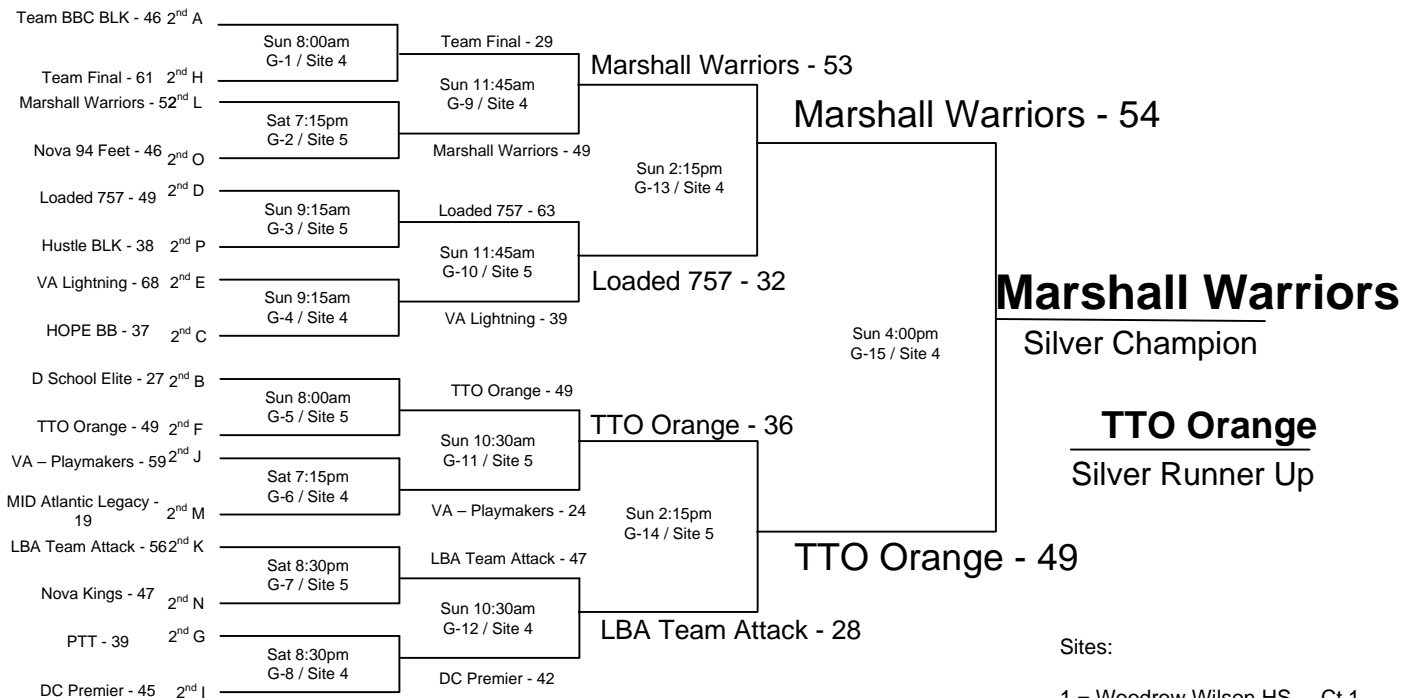 Team BBC BLK - 46 2nd A
Sun 8:00am
G-1 / Site 4
Team Final - 61 2nd H
Marshall Warriors - 52 2nd L
Sat 7:15pm
G-2 / Site 5
Nova 94 Feet - 46 2nd O
Loaded 757 - 49 2nd D
Sun 9:15am
G-3 / Site 5
Hustle BLK - 38 2nd P
VA Lightning - 68 2nd E
Sun 9:15am
G-4 / Site 4
HOPE BB - 37 2nd C
D School Elite - 27 2nd B
Sun 8:00am
G-5 / Site 5
TTO Orange - 49 2nd F
VA – Playmakers - 59 2nd J
Sat 7:15pm
G-6 / Site 4
MID Atlantic Legacy -
19
2nd M
LBA Team Attack - 56 2nd K
Sat 8:30pm
G-7 / Site 5
Nova Kings - 47 2nd N
PTT - 39 2nd G
Sat 8:30pm
G-8 / Site 4
DC Premier - 45 2nd I
Team Final - 29
Sun 11:45am
G-9 / Site 4
Marshall Warriors - 49
Loaded 757 - 63
Sun 11:45am
G-10 / Site 5
VA Lightning - 39
TTO Orange - 49
Sun 10:30am
G-11 / Site 5
VA – Playmakers - 24
LBA Team Attack - 47
Sun 10:30am
G-12 / Site 4
DC Premier - 42
Marshall Warriors - 53
Sun 2:15pm
G-13 / Site 4
Loaded 757 - 32
TTO Orange - 36
Sun 2:15pm
G-14 / Site 5
LBA Team Attack - 28
Marshall Warriors - 54
Sun 4:00pm
G-15 / Site 4
TTO Orange - 49
Marshall Warriors
Silver Champion
TTO Orange
Silver Runner Up
Sites:
1 – Woodrow Wilson HS Ct 1